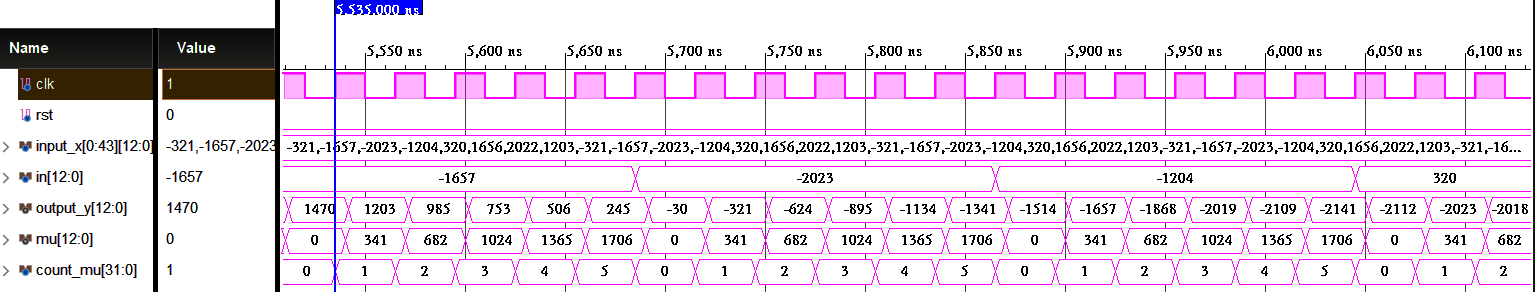 5,535.000 ns
Name Value 5,550 ns 5,600 ns 5,650 ns 5,700 ns 5,750 ns 5,800 ns 5,850 ns 5,900 ns 5,950 ns 6,000 ns 6,050 ns 6,100 ns
clk 1
rst 0
input_x[0:43][12:0] -321,-1657,-2023 -321,-1657,-2023,-1204,320,1656,2022,1203,-321,-1657,-2023,-1204,320,1656,2022,1203,-321,-1657,-2023,-1204,320,1656,2022,1203,-321,-1657,-2023,-1204,320,1656,2022,1203,-321,-16...
in[12:0] -1657 -1657 -2023 -1204 320
output_y[12:0] 1470 1470 1203 985 753 506 245 -30 -321 -624 -895 -1134 -1341 -1514 -1657 -1868 -2019 -2109 -2141 -2112 -2023 -2018
mu[12:0] 0 0 341 682 1024 1365 1706 0 341 682 1024 1365 1706 0 341 682 1024 1365 1706 0 341 682
count_mu[31:0] 1 0 1 2 3 4 5 0 1 2 3 4 5 0 1 2 3 4 5 0 1 2